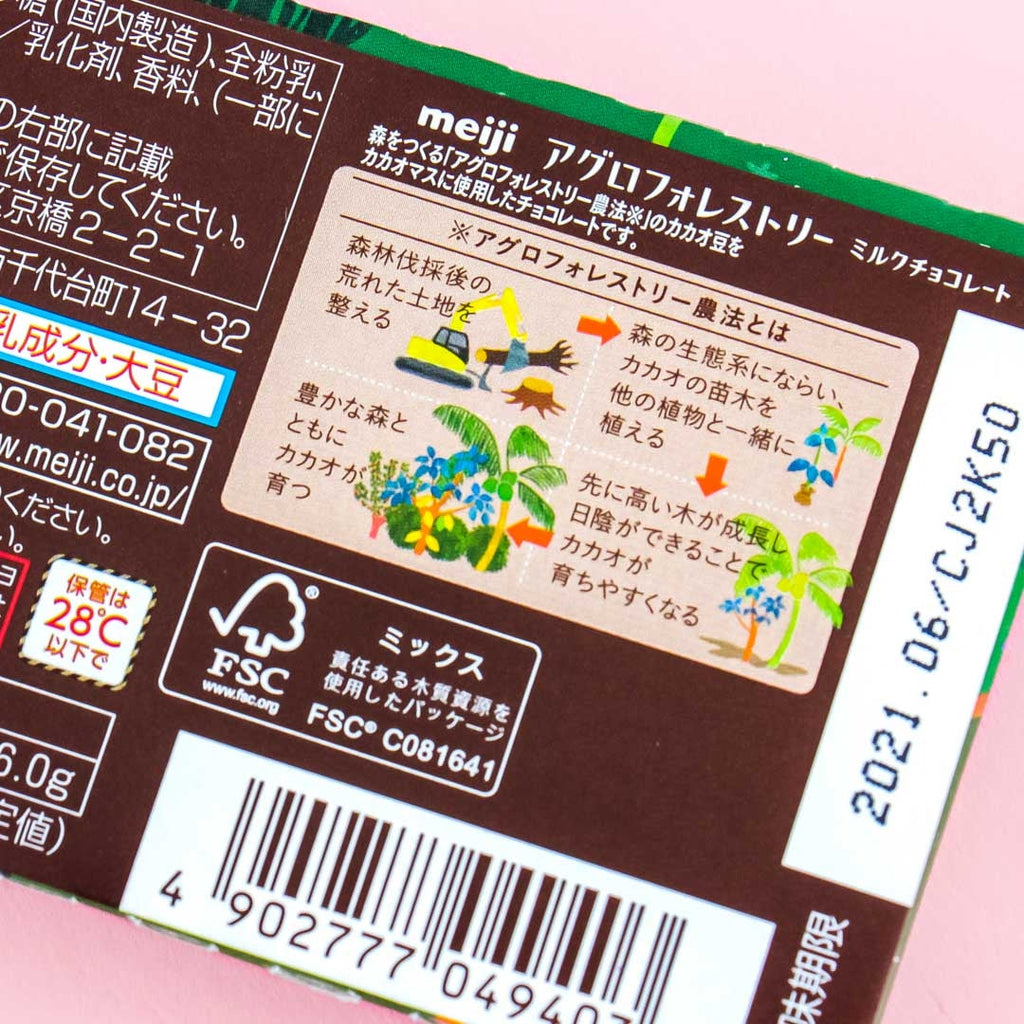 糖(国内製造)、全粉乳、
/乳化剤、香料、(一部に
の右部に記載
で保存してください。
京橋2-2-1
千代台町14-32
乳成分・大豆
0-041-082
w.meiji.co.jp/
ください。
い。
保管は
28℃
以下で
6.0g
定値)
meiji アグロフォレストリー ミルクチョコレート
森をつくる「アグロフォレストリー農法※」のカカオ豆を
カカオマスに使用したチョコレートです。
※アグロフォレストリー農法とは
森林伐採後の
荒れた土地を
整える
森の生態系にならい、
カカオの苗木を
他の植物と一緒に
植える
先に高い木が成長し
日陰ができることで
カカオが
育ちやすくなる
豊かな森と
ともに
カカオが
育つ
FSC®
www.fsc.org
ミックス
責任ある木質資源を
使用したパッケージ
FSC® C081641
4 902777 049403
2021.06/CJ2K50
味期限